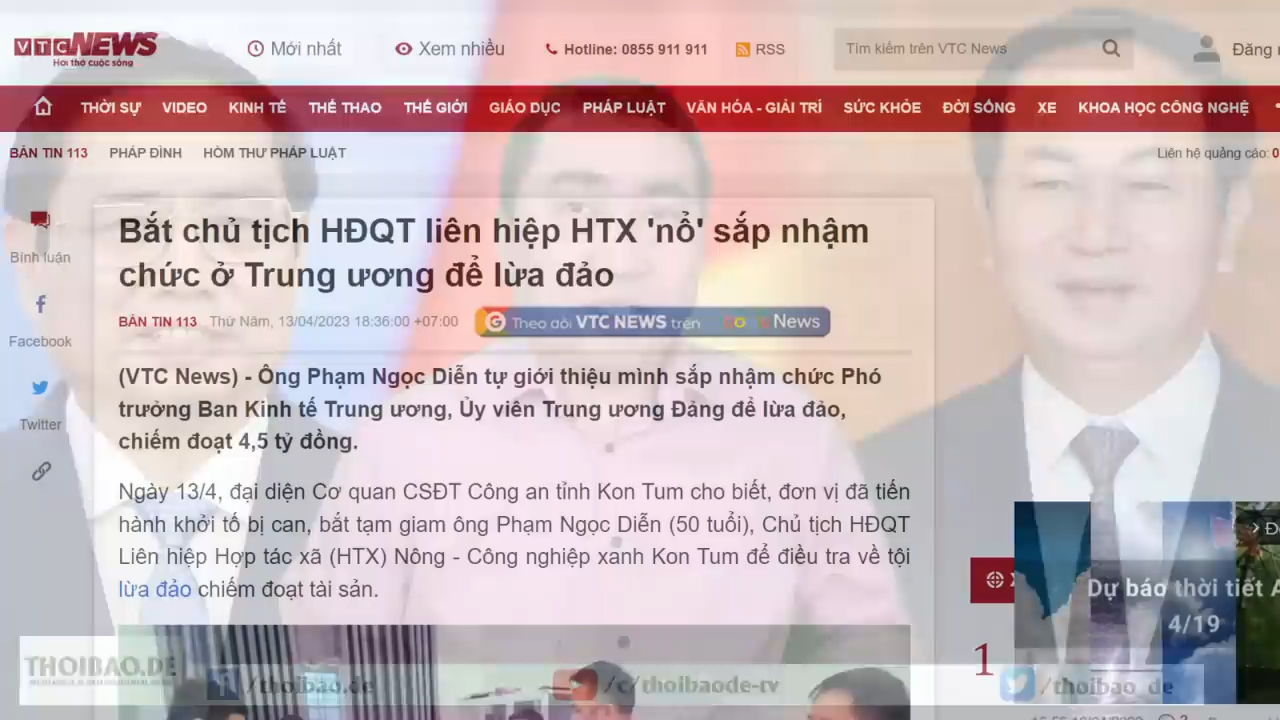 VTC NEWS
Hơi thở cuộc sống
Mới nhất
Xem nhiều
Hotline: 0855 911 911
RSS
Tìm kiếm trên VTC News
Đăng
THỜI SỰ VIDEO KINH TẾ THỂ THAO THẾ GIỚI GIÁO DỤC PHÁP LUẬT VĂN HÓA - GIẢI TRÍ SỨC KHỎE ĐỜI SỐNG XE KHOA HỌC CÔNG NGHỆ
BẢN TIN 113 PHÁP ĐÌNH HÒM THƯ PHÁP LUẬT
Liên hệ quảng cáo: 0
Bình luận
Facebook
Twitter
Bắt chủ tịch HĐQT liên hiệp HTX 'nổ' sắp nhậm
chức ở Trung ương để lừa đảo
BẢN TIN 113 Thứ Năm, 13/04/2023 18:36:00 +07:00
Theo dõi VTC NEWS trên News
(VTC News) - Ông Phạm Ngọc Diễn tự giới thiệu mình sắp nhậm chức Phó
trưởng Ban Kinh tế Trung ương, Ủy viên Trung ương Đảng để lừa đảo,
chiếm đoạt 4,5 tỷ đồng.
Ngày 13/4, đại diện Cơ quan CSĐT Công an tỉnh Kon Tum cho biết, đơn vị đã tiến
hành khởi tố bị can, bắt tạm giam ông Phạm Ngọc Diễn (50 tuổi), Chủ tịch HĐQT
Liên hiệp Hợp tác xã (HTX) Nông - Công nghiệp xanh Kon Tum để điều tra về tội
lừa đảo chiếm đoạt tài sản.
Dự báo thời tiết
4/19
1
THOIBAO.DE
/thoibao.de
/c/thoibaode-tv
/thoibao_de